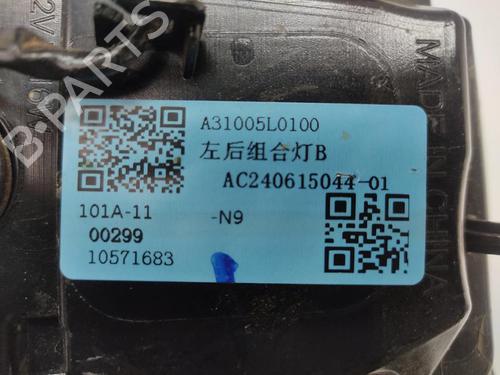 A31005L0100
左后组合灯B
AC240615044-01
101A-11 -N9
00299
10571683
MADE IN CHINA
B-PARTS